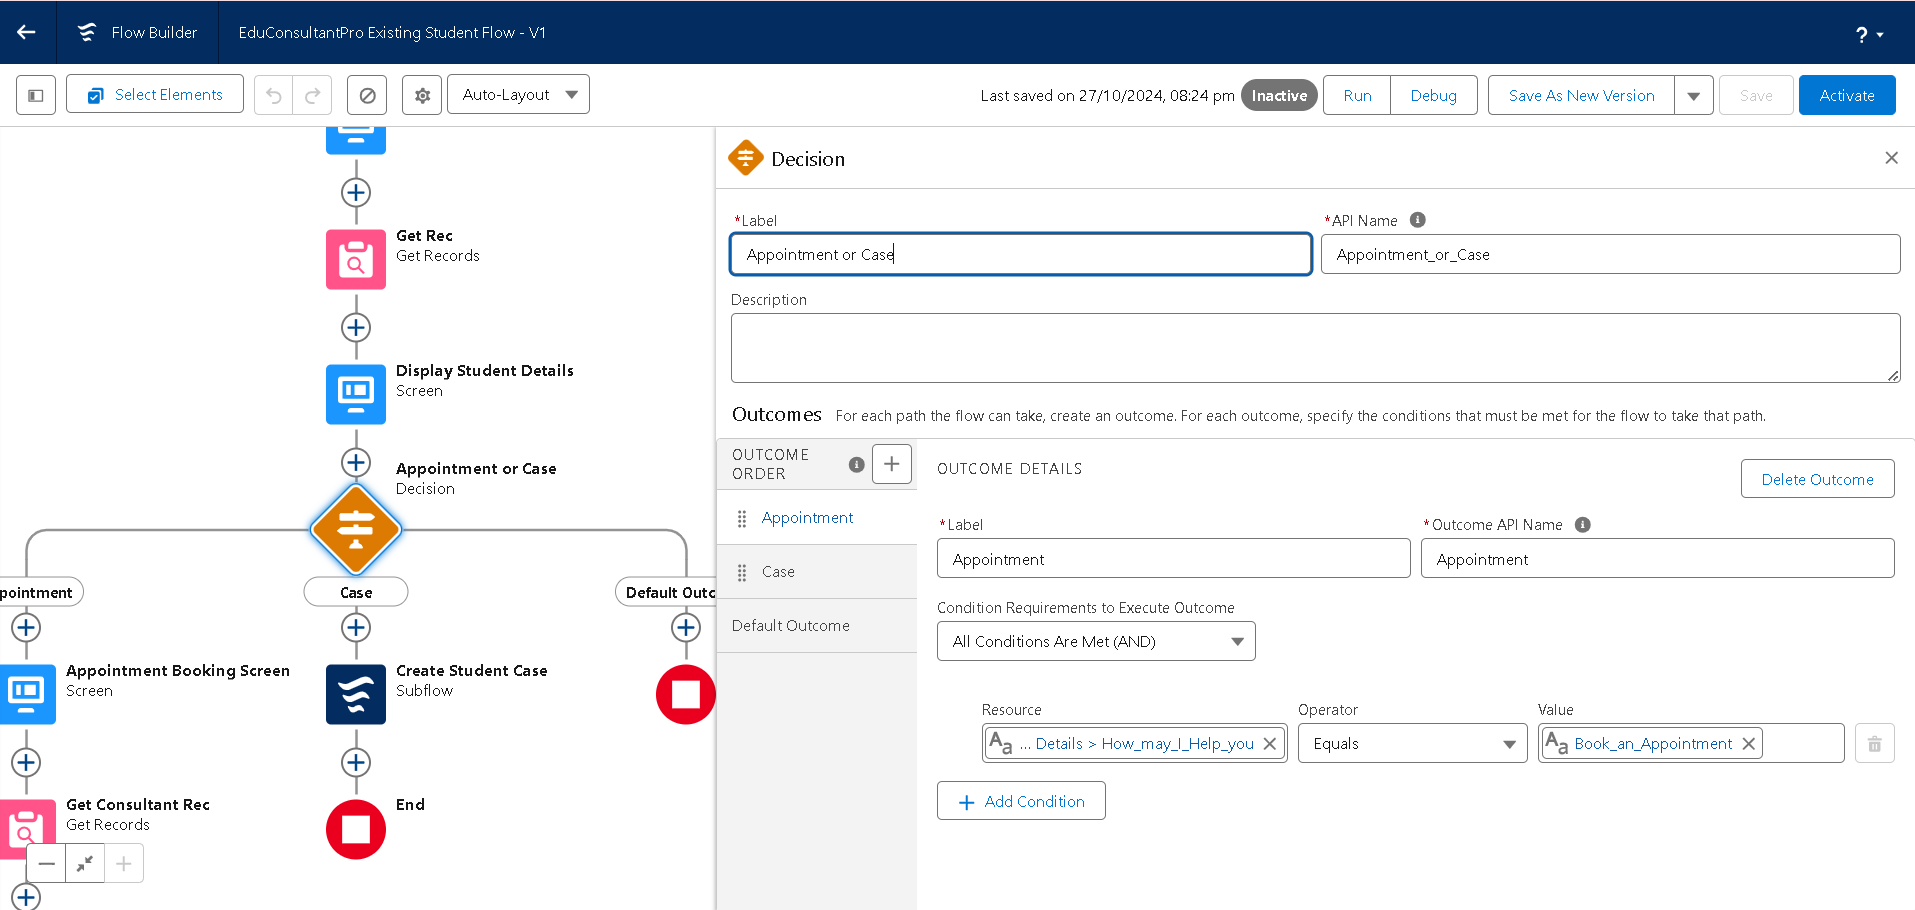 Flow Builder
EduConsultantPro Existing Student Flow - V1
?
Select Elements
Auto-Layout
Last saved on 27/10/2024, 08:24 pm
Inactive
Run
Debug
Save As New Version
Save
Activate
Get Rec
Get Records
Display Student Details
Screen
Appointment or Case
Decision
pointment
Case
Default Outc
Appointment Booking Screen
Screen
Create Student Case
Subflow
Get Consultant Rec
Get Records
End
Decision
*Label
*API Name
Appointment or Case
Appointment_or_Case
Description
Outcomes
For each path the flow can take, create an outcome. For each outcome, specify the conditions that must be met for the flow to take that path.
OUTCOME
ORDER
Appointment
Case
Default Outcome
OUTCOME DETAILS
Delete Outcome
*Label
*Outcome API Name
Appointment
Appointment
Condition Requirements to Execute Outcome
All Conditions Are Met (AND)
Resource
Operator
Value
Aa ... Details > How_may_I_Help_you
Equals
Aa Book_an_Appointment
Add Condition